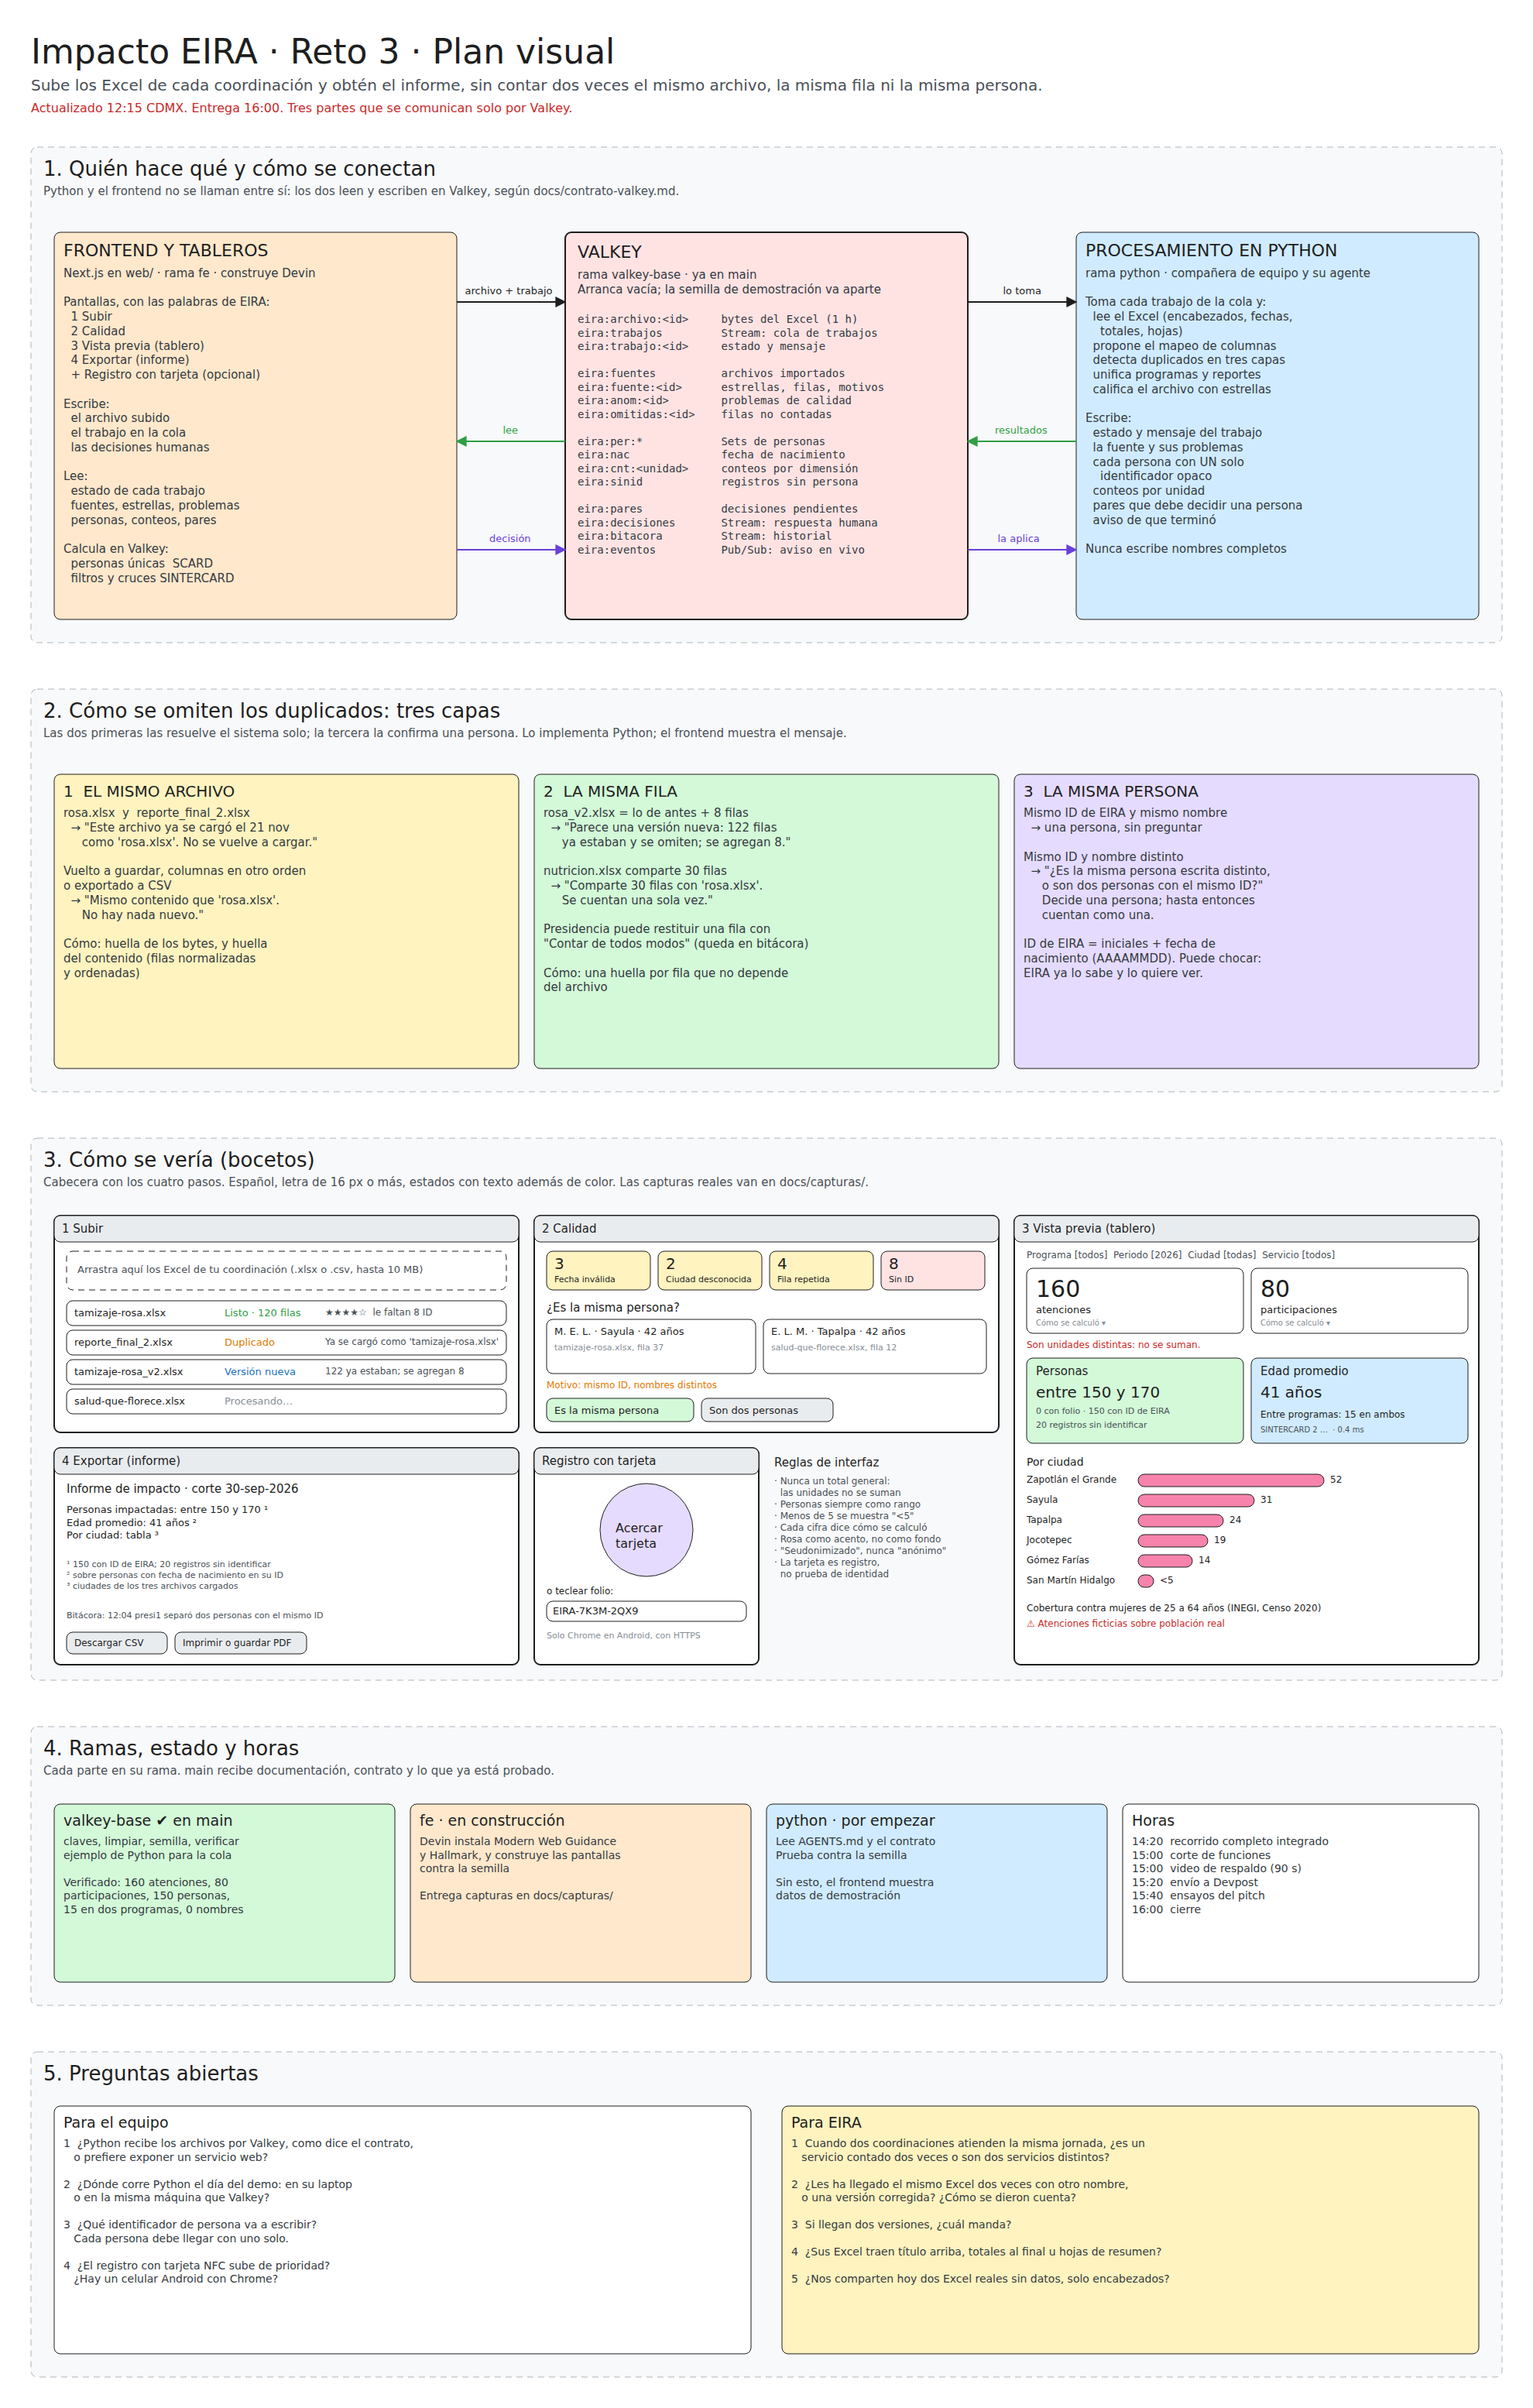 Impacto EIRA · Reto 3 · Plan visual
Sube los Excel de cada coordinación y obtén el informe, sin contar dos veces el mismo archivo, la misma fila ni la misma persona.
Actualizado 12:15 CDMX. Entrega 16:00. Tres partes que se comunican solo por Valkey.
1. Quién hace qué y cómo se conectan
Python y el frontend no se llaman entre sí: los dos leen y escriben en Valkey, según docs/contrato-valkey.md.
FRONTEND Y TABLEROS
Next.js en web/ · rama fe · construye Devin
Pantallas, con las palabras de EIRA:
1 Subir
2 Calidad
3 Vista previa (tablero)
4 Exportar (informe)
+ Registro con tarjeta (opcional)
Escribe:
el archivo subido
el trabajo en la cola
las decisiones humanas
Lee:
estado de cada trabajo
fuentes, estrellas, problemas
personas, conteos, pares
Calcula en Valkey:
personas únicas  SCARD
filtros y cruces SINTERCARD
archivo + trabajo
lee
decisión
VALKEY
rama valkey-base · ya en main
Arranca vacía; la semilla de demostración va aparte
eira:archivo:<id> bytes del Excel (1 h)
eira:trabajos Stream: cola de trabajos
eira:trabajo:<id> estado y mensaje
eira:fuentes archivos importados
eira:fuente:<id> estrellas, filas, motivos
eira:anom:<id> problemas de calidad
eira:omitidas:<id> filas no contadas
eira:per:* Sets de personas
eira:nac fecha de nacimiento
eira:cnt:<unidad> conteos por dimensión
eira:sinid registros sin persona
eira:pares decisiones pendientes
eira:decisiones Stream: respuesta humana
eira:bitacora Stream: historial
eira:eventos Pub/Sub: aviso en vivo
lo toma
resultados
la aplica
PROCESAMIENTO EN PYTHON
rama python · compañera de equipo y su agente
Toma cada trabajo de la cola y:
lee el Excel (encabezados, fechas,
totales, hojas)
propone el mapeo de columnas
detecta duplicados en tres capas
unifica programas y reportes
califica el archivo con estrellas
Escribe:
estado y mensaje del trabajo
la fuente y sus problemas
cada persona con UN solo
identificador opaco
conteos por unidad
pares que debe decidir una persona
aviso de que terminó
Nunca escribe nombres completos
2. Cómo se omiten los duplicados: tres capas
Las dos primeras las resuelve el sistema solo; la tercera la confirma una persona. Lo implementa Python; el frontend muestra el mensaje.
1  EL MISMO ARCHIVO
rosa.xlsx  y  reporte_final_2.xlsx
→ "Este archivo ya se cargó el 21 nov
como 'rosa.xlsx'. No se vuelve a cargar."
Vuelto a guardar, columnas en otro orden
o exportado a CSV
→ "Mismo contenido que 'rosa.xlsx'.
No hay nada nuevo."
Cómo: huella de los bytes, y huella
del contenido (filas normalizadas
y ordenadas)
2  LA MISMA FILA
rosa_v2.xlsx = lo de antes + 8 filas
→ "Parece una versión nueva: 122 filas
ya estaban y se omiten; se agregan 8."
nutricion.xlsx comparte 30 filas
→ "Comparte 30 filas con 'rosa.xlsx'.
Se cuentan una sola vez."
Presidencia puede restituir una fila con
"Contar de todos modos" (queda en bitácora)
Cómo: una huella por fila que no depende
del archivo
3  LA MISMA PERSONA
Mismo ID de EIRA y mismo nombre
→ una persona, sin preguntar
Mismo ID y nombre distinto
→ "¿Es la misma persona escrita distinto,
o son dos personas con el mismo ID?"
Decide una persona; hasta entonces
cuentan como una.
ID de EIRA = iniciales + fecha de
nacimiento (AAAAMMDD). Puede chocar:
EIRA ya lo sabe y lo quiere ver.
3. Cómo se vería (bocetos)
Cabecera con los cuatro pasos. Español, letra de 16 px o más, estados con texto además de color. Las capturas reales van en docs/capturas/.
1 Subir
Arrastra aquí los Excel de tu coordinación (.xlsx o .csv, hasta 10 MB)
tamizaje-rosa.xlsx Listo · 120 filas ★★★★☆  le faltan 8 ID
reporte_final_2.xlsx Duplicado Ya se cargó como 'tamizaje-rosa.xlsx'
tamizaje-rosa_v2.xlsx Versión nueva 122 ya estaban; se agregan 8
salud-que-florece.xlsx Procesando…
2 Calidad
3 Fecha inválida
2 Ciudad desconocida
4 Fila repetida
8 Sin ID
¿Es la misma persona?
M. E. L. · Sayula · 42 años
tamizaje-rosa.xlsx, fila 37
E. L. M. · Tapalpa · 42 años
salud-que-florece.xlsx, fila 12
Motivo: mismo ID, nombres distintos
Es la misma persona
Son dos personas
3 Vista previa (tablero)
Programa [todos]  Periodo [2026]  Ciudad [todas]  Servicio [todos]
160
atenciones
Cómo se calculó ▾
80
participaciones
Cómo se calculó ▾
Son unidades distintas: no se suman.
Personas
entre 150 y 170
0 con folio · 150 con ID de EIRA
20 registros sin identificar
Edad promedio
41 años
Entre programas: 15 en ambos
SINTERCARD 2 …  · 0.4 ms
Por ciudad
Zapotlán el Grande 52
Sayula 31
Tapalpa 24
Jocotepec 19
Gómez Farías 14
San Martín Hidalgo <5
Cobertura contra mujeres de 25 a 64 años (INEGI, Censo 2020)
⚠ Atenciones ficticias sobre población real
4 Exportar (informe)
Informe de impacto · corte 30-sep-2026
Personas impactadas: entre 150 y 170 ¹
Edad promedio: 41 años ²
Por ciudad: tabla ³
¹ 150 con ID de EIRA; 20 registros sin identificar
² sobre personas con fecha de nacimiento en su ID
³ ciudades de los tres archivos cargados
Bitácora: 12:04 presi1 separó dos personas con el mismo ID
Descargar CSV
Imprimir o guardar PDF
Registro con tarjeta
Acercar
tarjeta
o teclear folio:
EIRA-7K3M-2QX9
Solo Chrome en Android, con HTTPS
Reglas de interfaz
· Nunca un total general:
las unidades no se suman
· Personas siempre como rango
· Menos de 5 se muestra "<5"
· Cada cifra dice cómo se calculó
· Rosa como acento, no como fondo
· "Seudonimizado", nunca "anónimo"
· La tarjeta es registro,
no prueba de identidad
4. Ramas, estado y horas
Cada parte en su rama. main recibe documentación, contrato y lo que ya está probado.
valkey-base ✔ en main
claves, limpiar, semilla, verificar
ejemplo de Python para la cola
Verificado: 160 atenciones, 80
participaciones, 150 personas,
15 en dos programas, 0 nombres
fe · en construcción
Devin instala Modern Web Guidance
y Hallmark, y construye las pantallas
contra la semilla
Entrega capturas en docs/capturas/
python · por empezar
Lee AGENTS.md y el contrato
Prueba contra la semilla
Sin esto, el frontend muestra
datos de demostración
Horas
14:20  recorrido completo integrado
15:00  corte de funciones
15:00  video de respaldo (90 s)
15:20  envío a Devpost
15:40  ensayos del pitch
16:00  cierre
5. Preguntas abiertas
Para el equipo
1  ¿Python recibe los archivos por Valkey, como dice el contrato,
o prefiere exponer un servicio web?
2  ¿Dónde corre Python el día del demo: en su laptop
o en la misma máquina que Valkey?
3  ¿Qué identificador de persona va a escribir?
Cada persona debe llegar con uno solo.
4  ¿El registro con tarjeta NFC sube de prioridad?
¿Hay un celular Android con Chrome?
Para EIRA
1  Cuando dos coordinaciones atienden la misma jornada, ¿es un
servicio contado dos veces o son dos servicios distintos?
2  ¿Les ha llegado el mismo Excel dos veces con otro nombre,
o una versión corregida? ¿Cómo se dieron cuenta?
3  Si llegan dos versiones, ¿cuál manda?
4  ¿Sus Excel traen título arriba, totales al final u hojas de resumen?
5  ¿Nos comparten hoy dos Excel reales sin datos, solo encabezados?